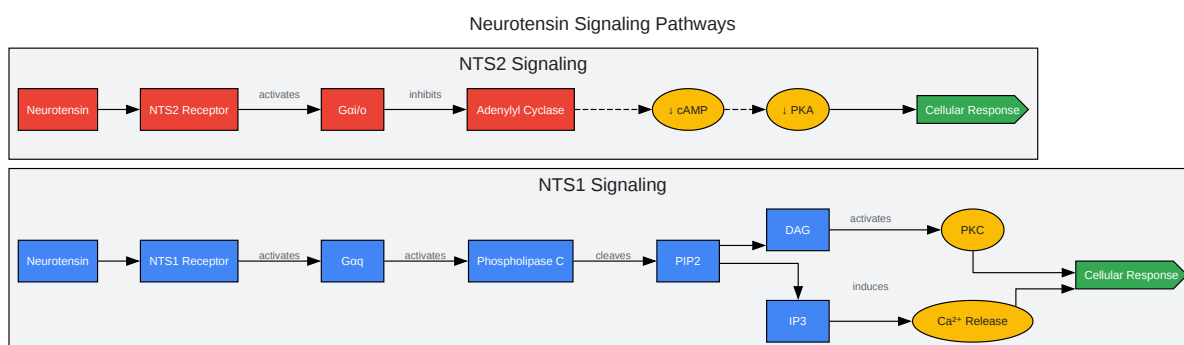 Neurotensin Signaling Pathways
NTS2 Signaling
Neurotensin
NTS2 Receptor
activates
Gαi/o
inhibits
Adenylyl Cyclase
↓ cAMP
↓ PKA
Cellular Response
NTS1 Signaling
Neurotensin
NTS1 Receptor
activates
Gαq
activates
Phospholipase C
cleaves
PIP2
DAG
activates
PKC
IP3
induces
Ca²⁺ Release
Cellular Response